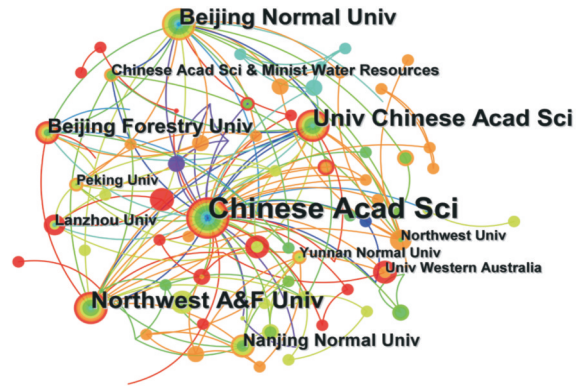 Beijing Normal Univ
Chinese Acad Sci & Minist Water Resources
Univ Chinese Acad Sci
Beijing Forestry Univ
Peking Univ
Chinese Acad Sci
Lanzhou Univ
Northwest Univ
Yunnan Normal Univ
Univ Western Australia
Northwest A&F Univ
Nanjing Normal Univ